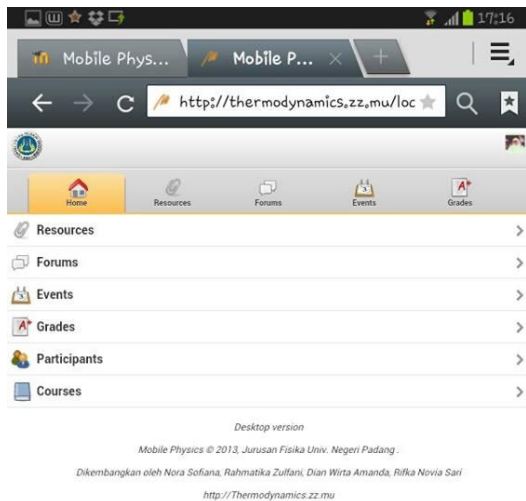 17:16
Mobile Phys...
Mobile P...
http://thermodynamics.zz.mu/loc
Home
Resources
Forums
Events
Grades
Resources
Forums
Events
Grades
Participants
Courses
Desktop version
Mobile Physics © 2013, Jurusan Fisika Univ. Negeri Padang .
Dikembangkan oleh Nora Sofiana, Rahmatika Zulfani, Dian Wirta Amanda, Rifka Novia Sari
http://Thermodynamics.zz.mu